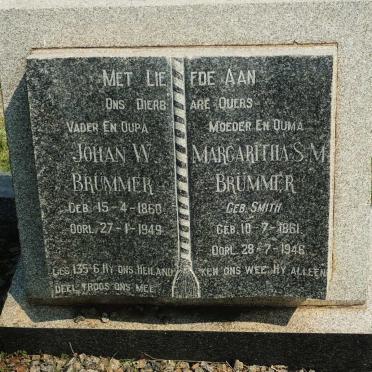 MET LIEFDE AAN
ONS DIERBARE OUERS
VADER EN OUPA
JOHAN W.
BRUMMER
GEB. 15-4-1860
OORL. 27-1-1949
MOEDER EN OUMA
MARGARITHA S.M.
BRUMMER
GEB. SMITH
GEB. 10-7-1861
OORL. 28-7-1946
GES 135-6 HY ONS HEILAND KEN ONS WEE, HY ALLEEN
DEEL TROOS ONS MEE